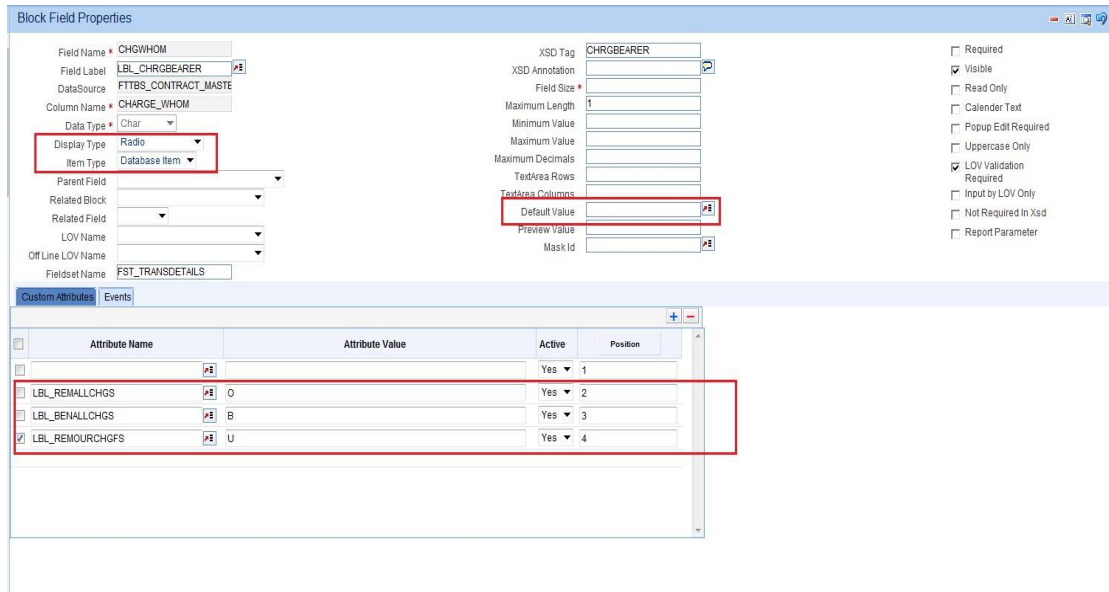 Block Field Properties
Field Name * CHGWHOM
Field Label LBL_CHRGBEARER
DataSource FTTBS_CONTRACT_MASTE
Column Name * CHARGE_WHOM
Data Type * Char
Display Type Radio
Item Type Database Item
Parent Field
Related Block
Related Field
LOV Name
Off Line LOV Name
Fieldset Name FST_TRANSDETAILS
XSD Tag CHRGBEARER
XSD Annotation
Field Size *
Maximum Length 1
Minimum Value
Maximum Value
Maximum Decimals
TextArea Rows
TextArea Columns
Default Value
Preview Value
Mask Id
Required
Visible
Read Only
Calender Text
Popup Edit Required
Uppercase Only
LOV Validation
Required
Input by LOV Only
Not Required In Xsd
Report Parameter
Custom Attributes Events
Attribute Name Attribute Value Active Position
Yes 1
LBL_REMALLCHGS O Yes 2
LBL_BENALLCHGS B Yes 3
LBL_REMOURCHGFS U Yes 4